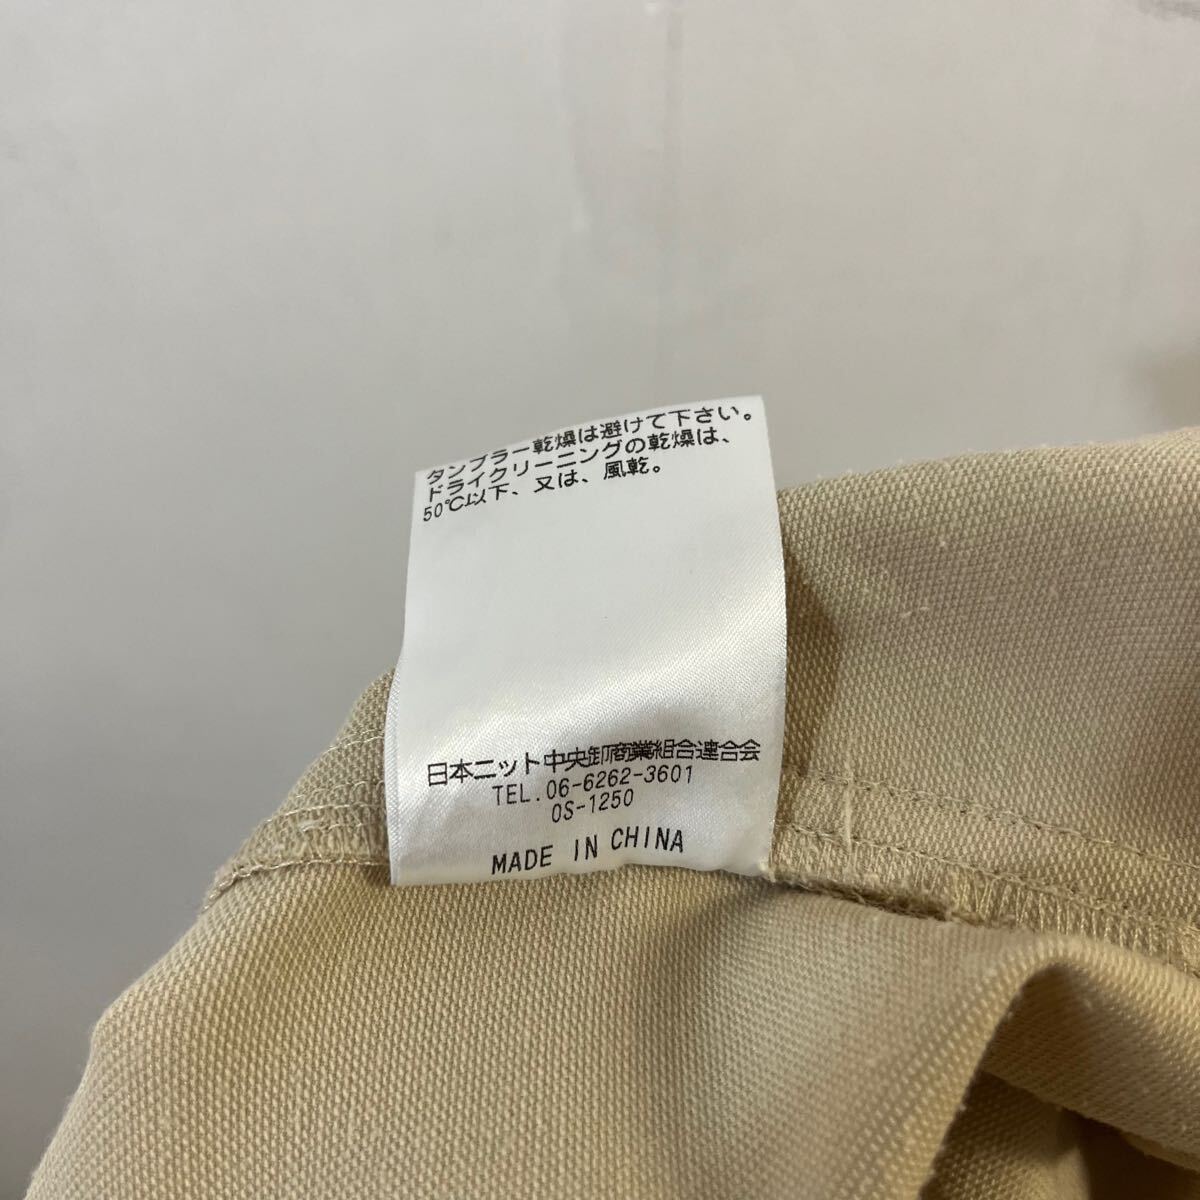 タンブラー乾燥は避けて下さい。
ドライクリーニングの乾燥は、
50℃以下、又は、風乾。
日本ニット中央卸商業組合連合会
TEL.06-6262-3601
OS-1250
MADE IN CHINA